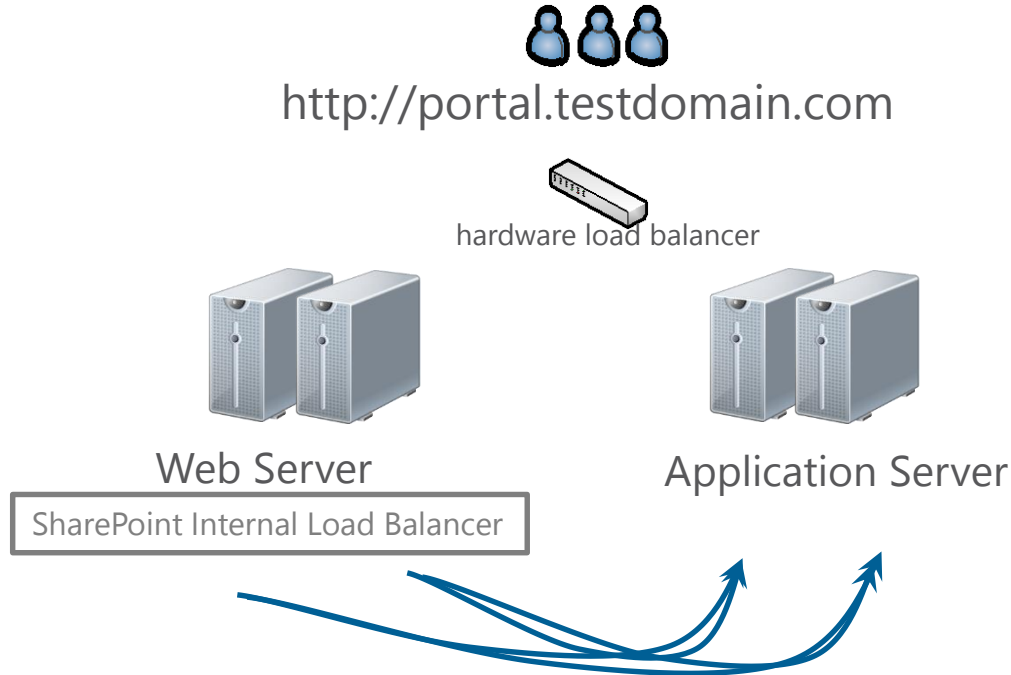 http://portal.testdomain.com
hardware load balancer
Web Server
Application Server
SharePoint Internal Load Balancer